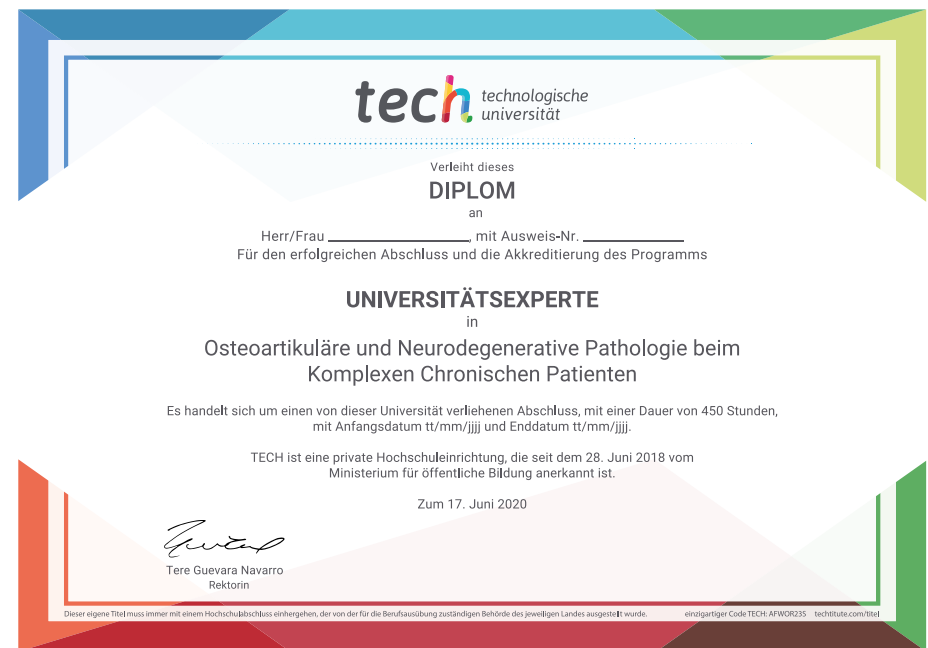 tech technologische
universität
Verleiht dieses
DIPLOM
an
Herr/Frau ____________________, mit Ausweis-Nr. ______________
Für den erfolgreichen Abschluss und die Akkreditierung des Programms
UNIVERSITÄTSEXPERTE
in
Osteoartikuläre und Neurodegenerative Pathologie beim
Komplexen Chronischen Patienten
Es handelt sich um einen von dieser Universität verliehenen Abschluss, mit einer Dauer von 450 Stunden,
mit Anfangsdatum tt/mm/jjjj und Enddatum tt/mm/jjjj.
TECH ist eine private Hochschuleinrichtung, die seit dem 28. Juni 2018 vom
Ministerium für öffentliche Bildung anerkannt ist.
Zum 17. Juni 2020
Tere Guevara Navarro
Rektorin
Dieser eigene Titel muss immer mit einem Hochschulabschluss einhergehen, der von der für die Berufsausübung zuständigen Behörde des jeweiligen Landes ausgestellt wurde. einzigartiger Code TECH: AFWOR23S techtitute.com/titel